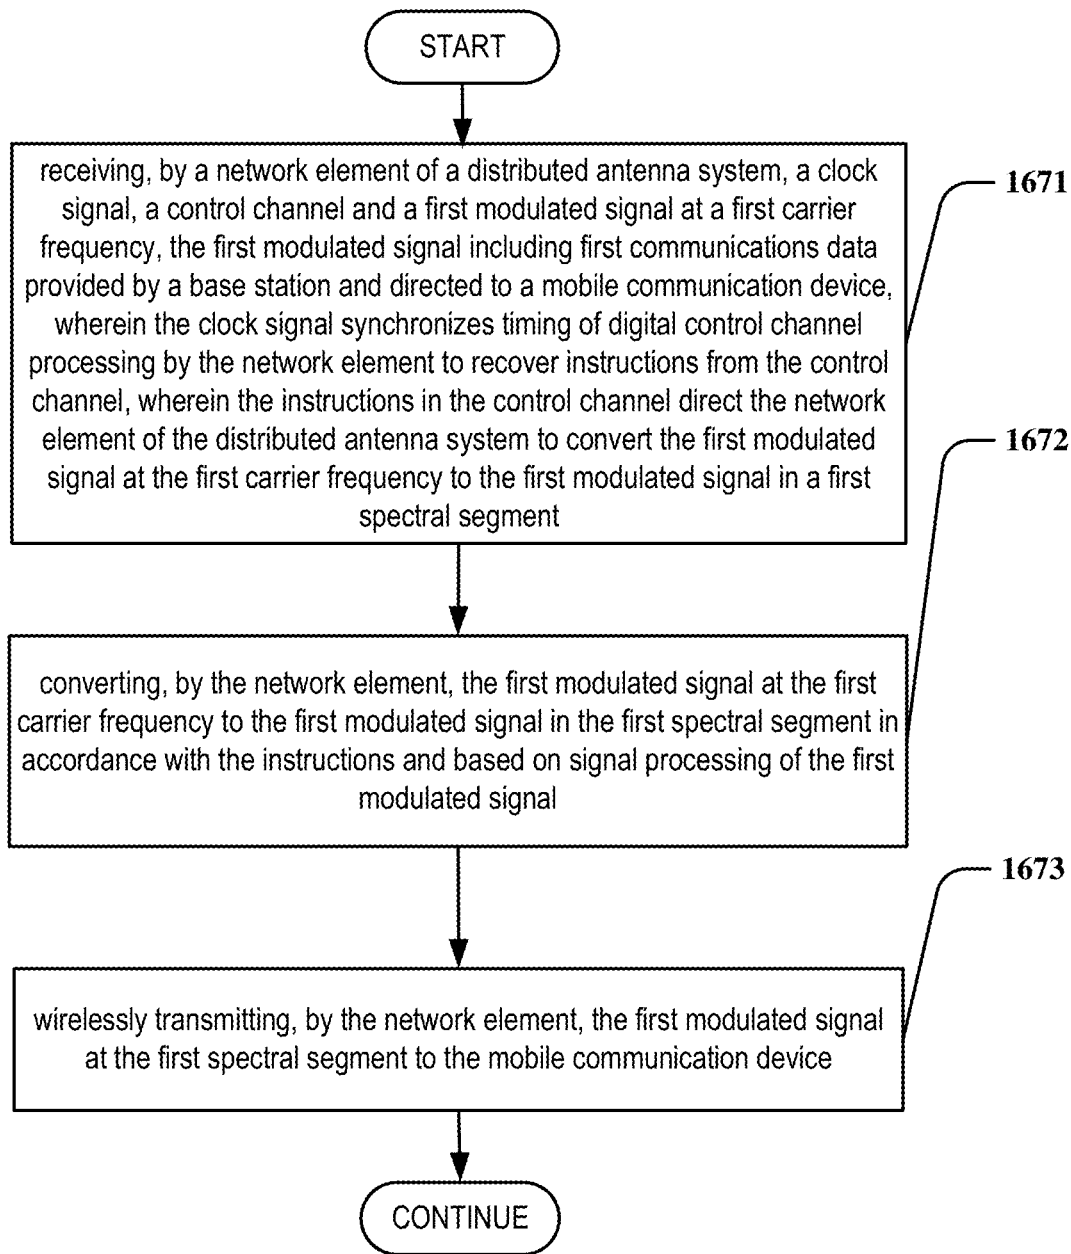 START
receiving, by a network element of a distributed antenna system, a clock
signal, a control channel and a first modulated signal at a first carrier
frequency, the first modulated signal including first communications data
provided by a base station and directed to a mobile communication device,
wherein the clock signal synchronizes timing of digital control channel
processing by the network element to recover instructions from the control
channel, wherein the instructions in the control channel direct the network
element of the distributed antenna system to convert the first modulated
signal at the first carrier frequency to the first modulated signal in a first
spectral segment
1671
converting, by the network element, the first modulated signal at the first
carrier frequency to the first modulated signal in the first spectral segment in
accordance with the instructions and based on signal processing of the first
modulated signal
1672
wirelessly transmitting, by the network element, the first modulated signal
at the first spectral segment to the mobile communication device
1673
CONTINUE